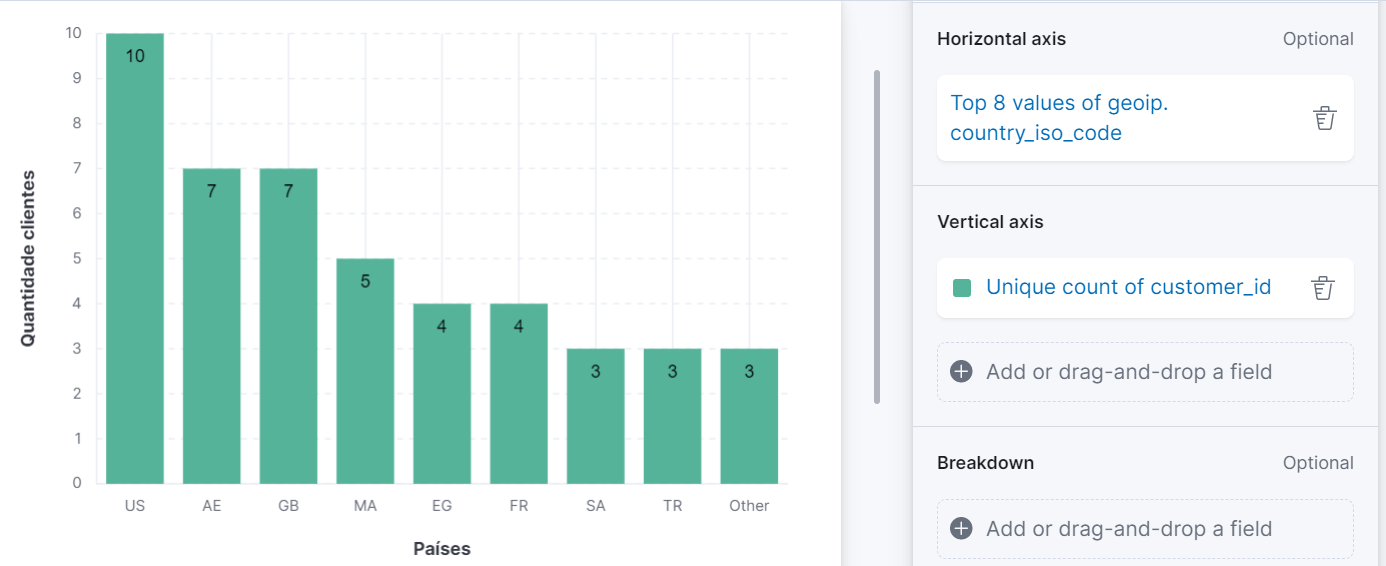 Quantidade clientes
10
9
8
7
6
5
4
3
2
1
0
10
7
7
5
4
4
3
3
3
US AE GB MA EG FR SA TR Other
Países
Horizontal axis Optional
Top 8 values of geoip.
country_iso_code
Vertical axis
Unique count of customer_id
Add or drag-and-drop a field
Breakdown Optional
Add or drag-and-drop a field